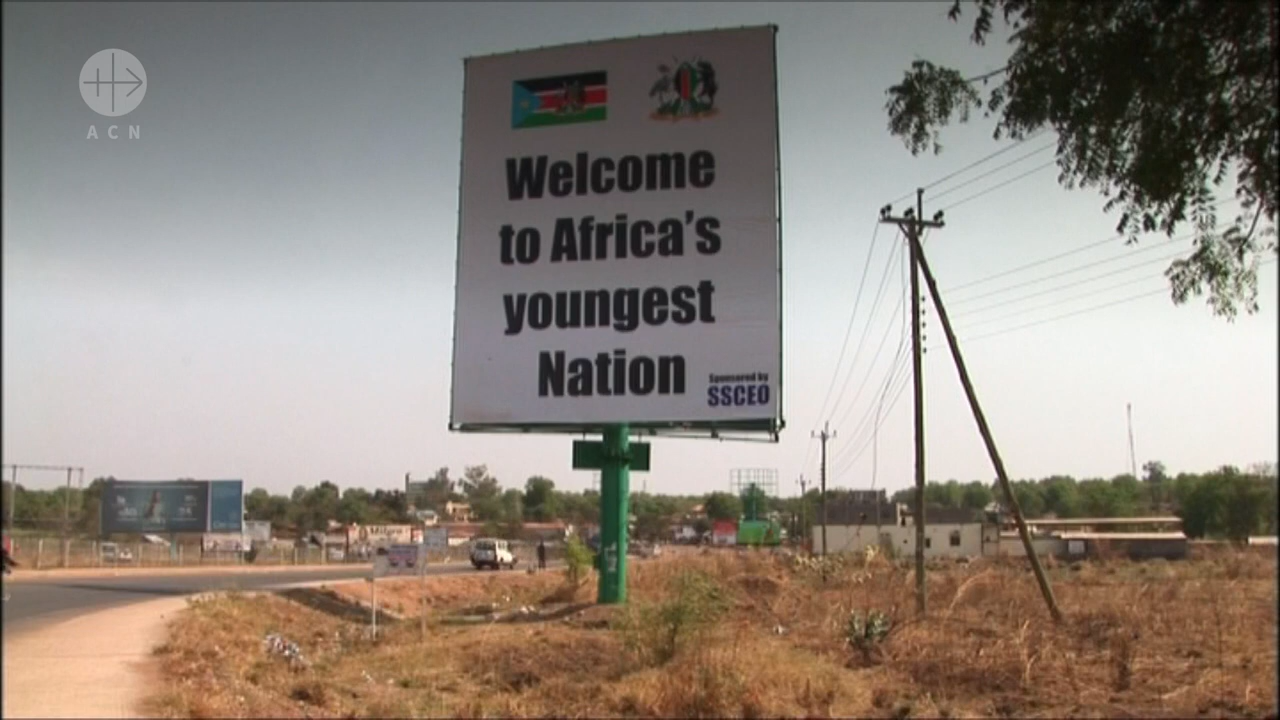 ACN
Welcome
to Africa's
youngest
Nation
Sponsored by
SSCEO